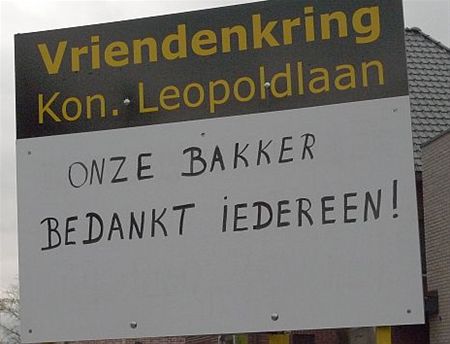 Vriendenkring
Kon. Leopoldlaan
ONZE BAKKER
BEDANKT iEDEREEN!